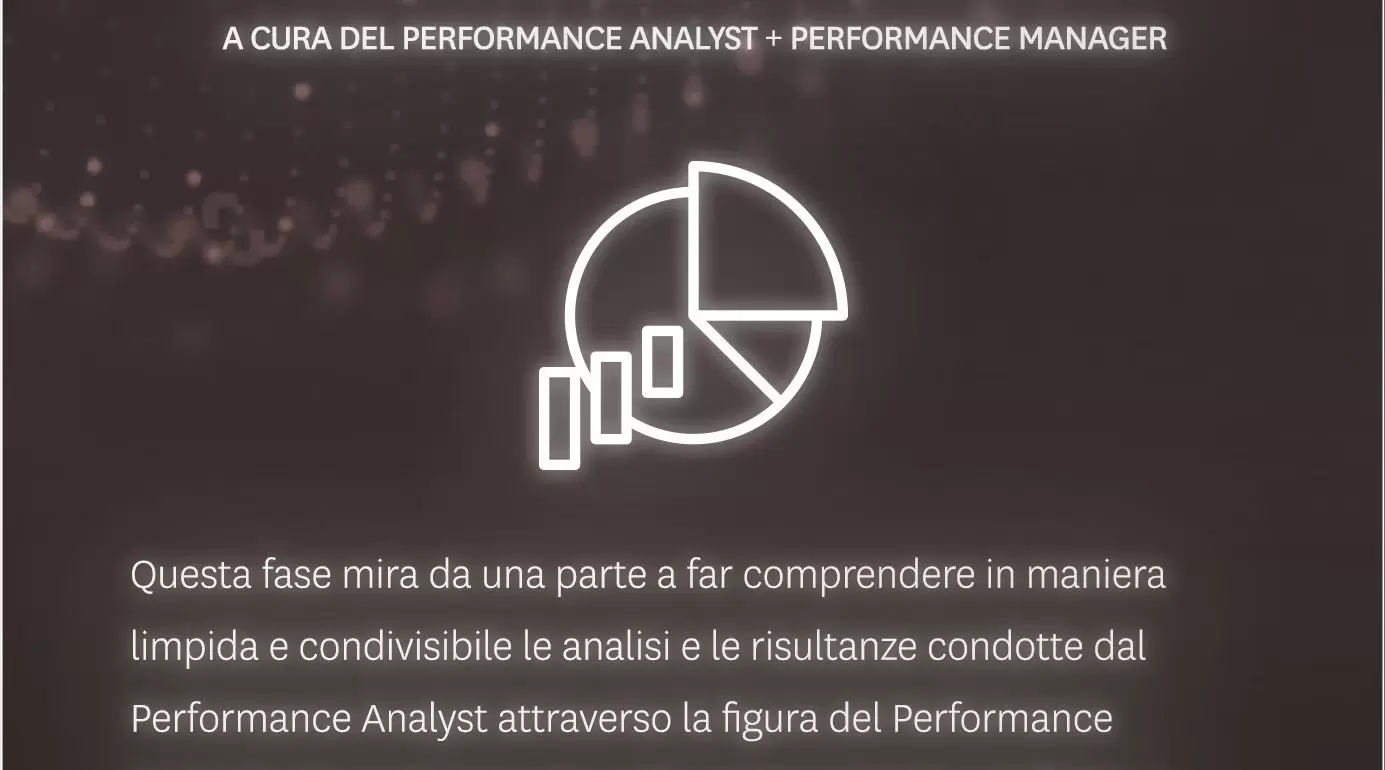 A CURA DEL PERFORMANCE ANALYST + PERFORMANCE MANAGER
Questa fase mira da una parte a far comprendere in maniera
limpida e condivisibile le analisi e le risultanze condotte dal
Performance Analyst attraverso la figura del Performance